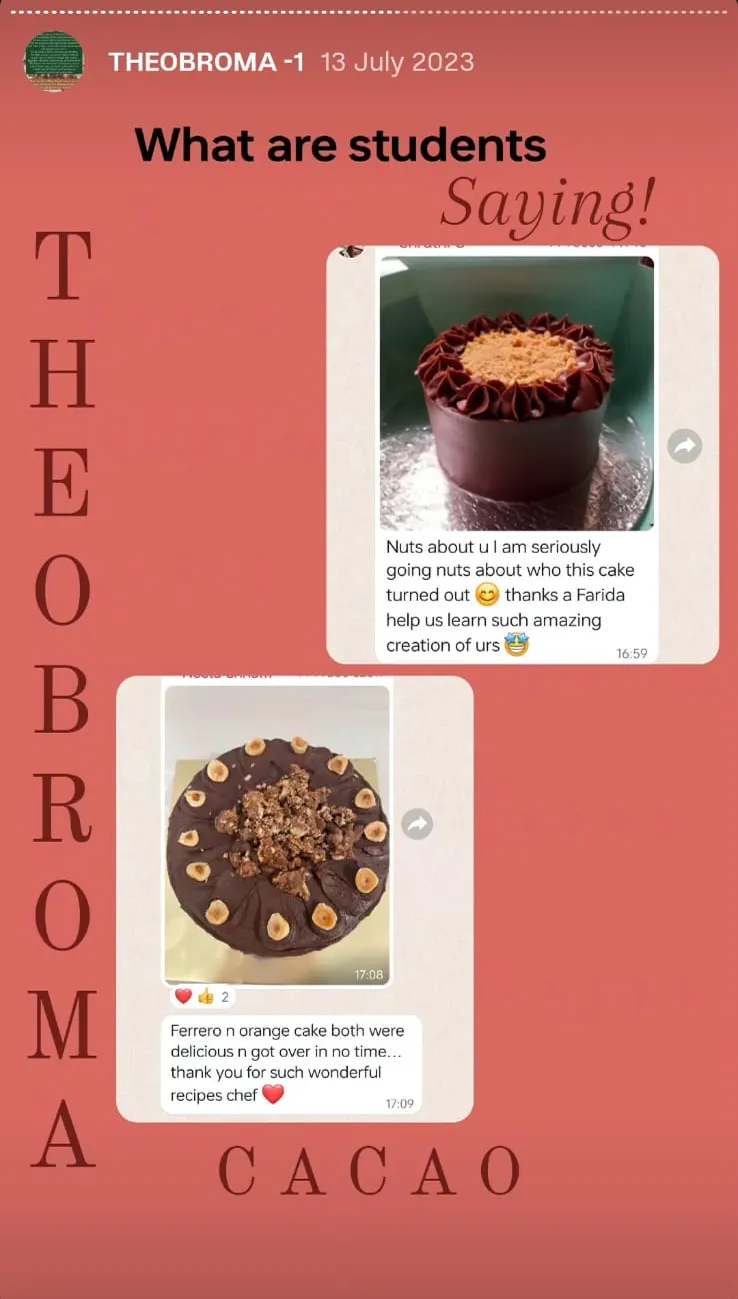 THEOBROMA -1 13 July 2023
What are students
Saying!
THEOBROMA
Nuts about u I am seriously
going nuts about who this cake
turned out 😊 thanks a Farida
help us learn such amazing
creation of urs 🤩
16:59
17:08
❤️👍 2
Ferrero n orange cake both were
delicious n got over in no time...
thank you for such wonderful
recipes chef ❤️
17:09
CACAO